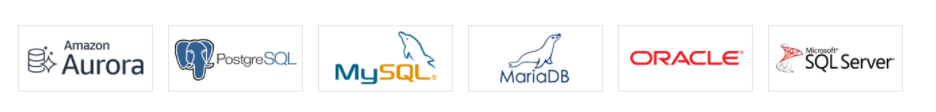 Amazon
Aurora
PostgreSQL
MySQL®
MariaDB
ORACLE®
Microsoft®
SQL Server®